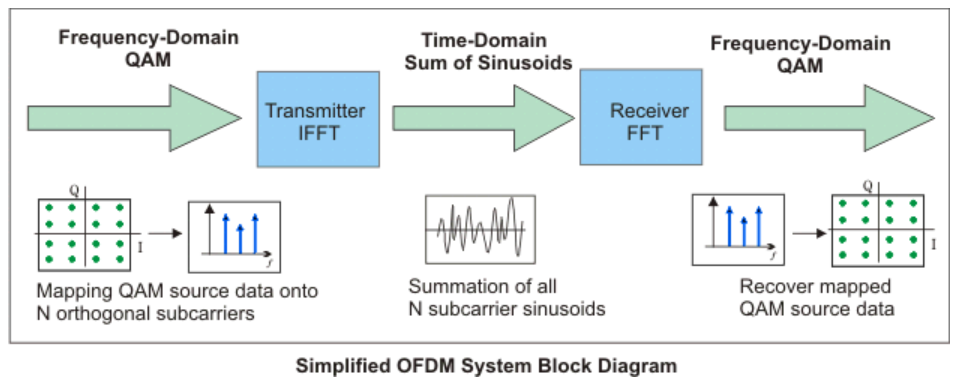 Frequency-Domain
QAM
Time-Domain
Sum of Sinusoids
Frequency-Domain
QAM
Transmitter
IFFT
Receiver
FFT
Q
I
f
Q
I
f
Mapping QAM source data onto
N orthogonal subcarriers
Summation of all
N subcarrier sinusoids
Recover mapped
QAM source data
Simplified OFDM System Block Diagram